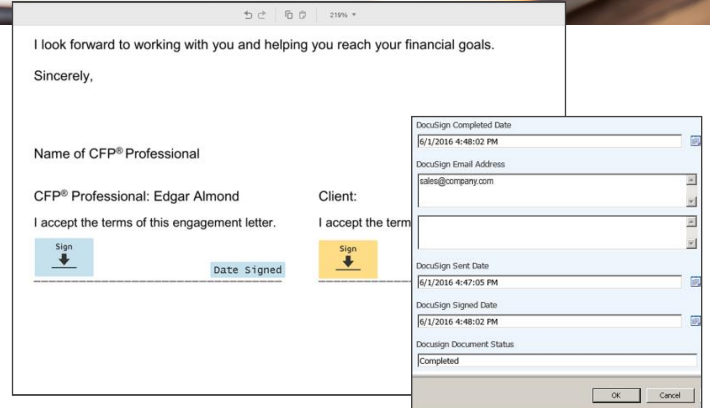 219%
I look forward to working with you and helping you reach your financial goals.
Sincerely,
Name of CFP® Professional
CFP® Professional: Edgar Almond
Client:
I accept the terms of this engagement letter.
I accept the term
Sign
Date Signed
Sign
DocuSign Completed Date
6/1/2016 4:48:02 PM
DocuSign Email Address
sales@company.com
DocuSign Sent Date
6/1/2016 4:47:05 PM
DocuSign Signed Date
6/1/2016 4:48:02 PM
Docusign Document Status
Completed
OK
Cancel